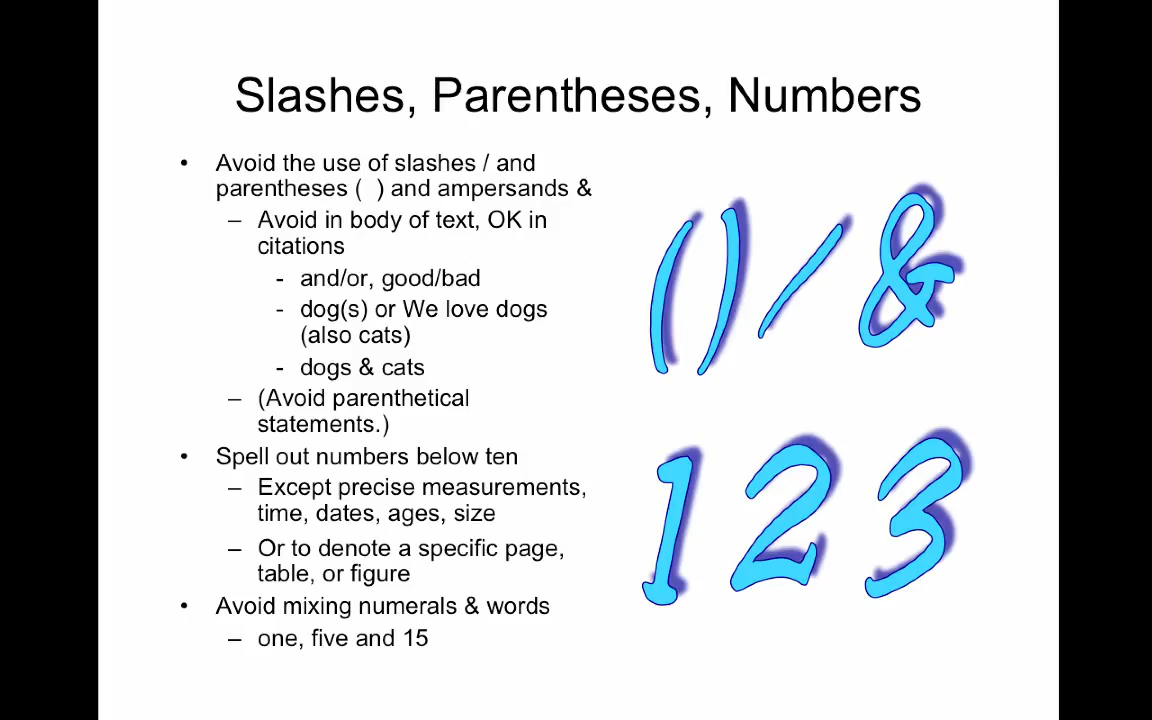 Slashes, Parentheses, Numbers
• Avoid the use of slashes / and
parentheses ( ) and ampersands &
– Avoid in body of text, OK in
citations
- and/or, good/bad
- dog(s) or We love dogs
(also cats)
- dogs & cats
– (Avoid parenthetical
statements.)
• Spell out numbers below ten
– Except precise measurements,
time, dates, ages, size
– Or to denote a specific page,
table, or figure
• Avoid mixing numerals & words
– one, five and 15
( ) / &
1 2 3